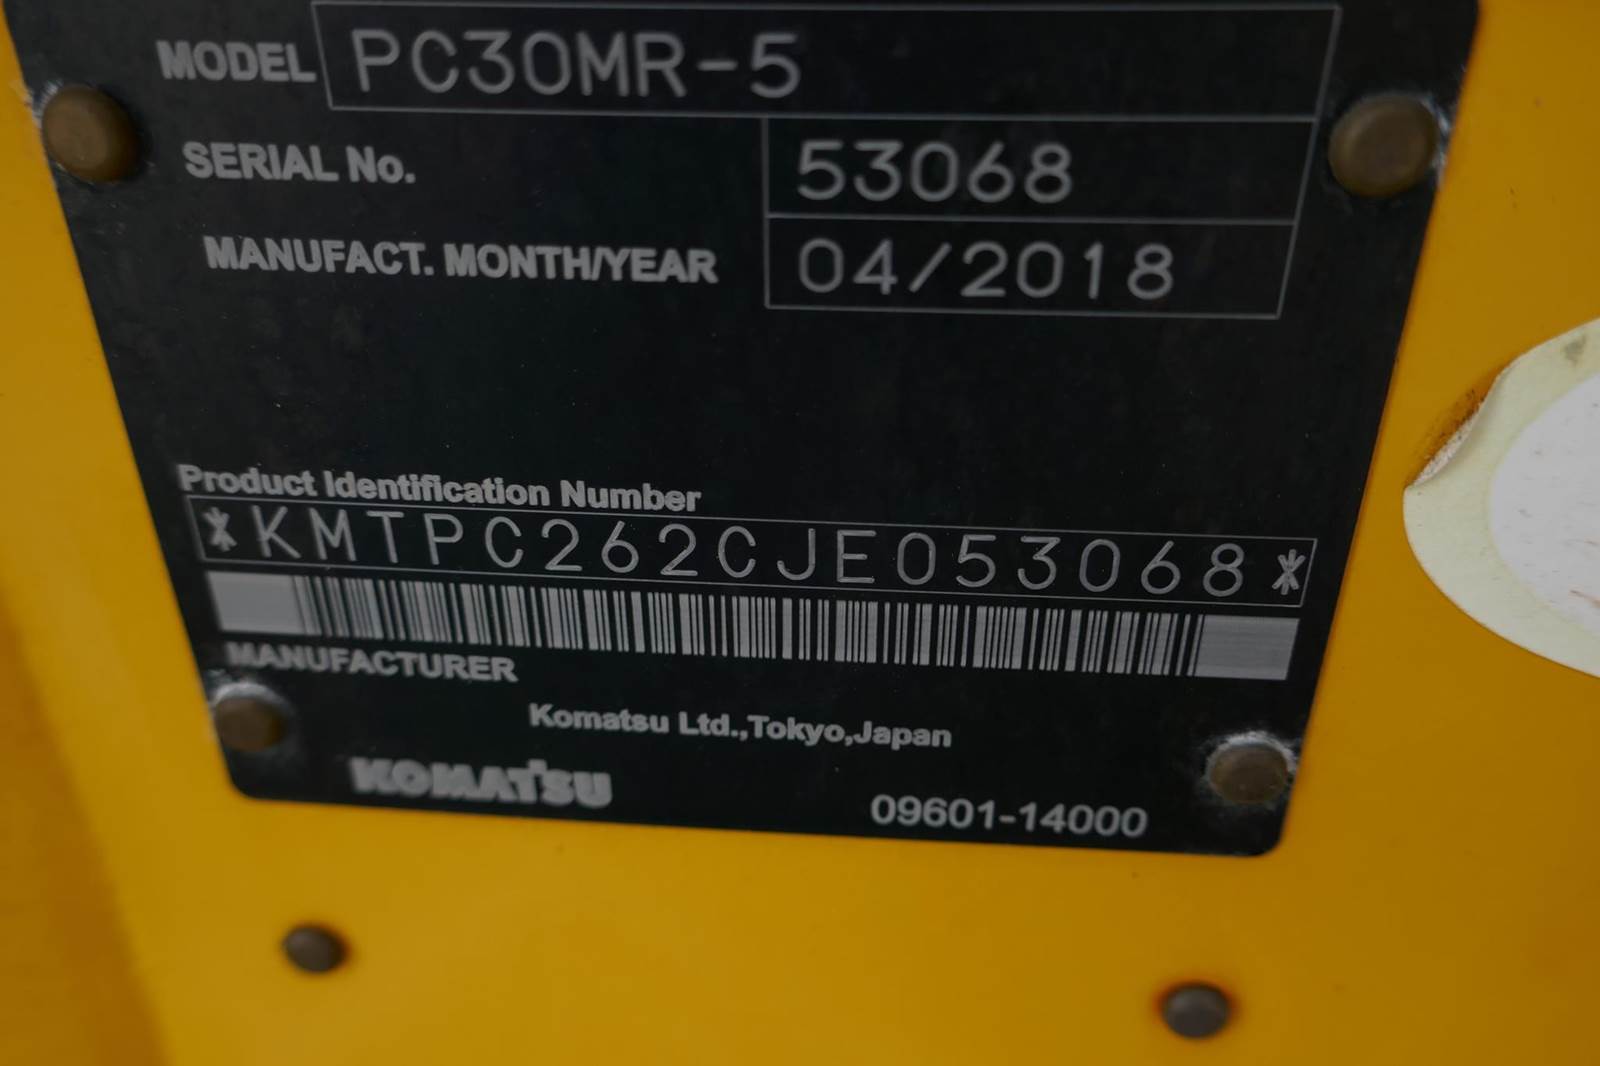 MODEL PC30MR-5
SERIAL No. 53068
MANUFACT. MONTH/YEAR 04/2018
Product Identification Number
*KMTPC262CJE053068*
MANUFACTURER
Komatsu Ltd.,Tokyo,Japan
KOMATSU 09601-14000